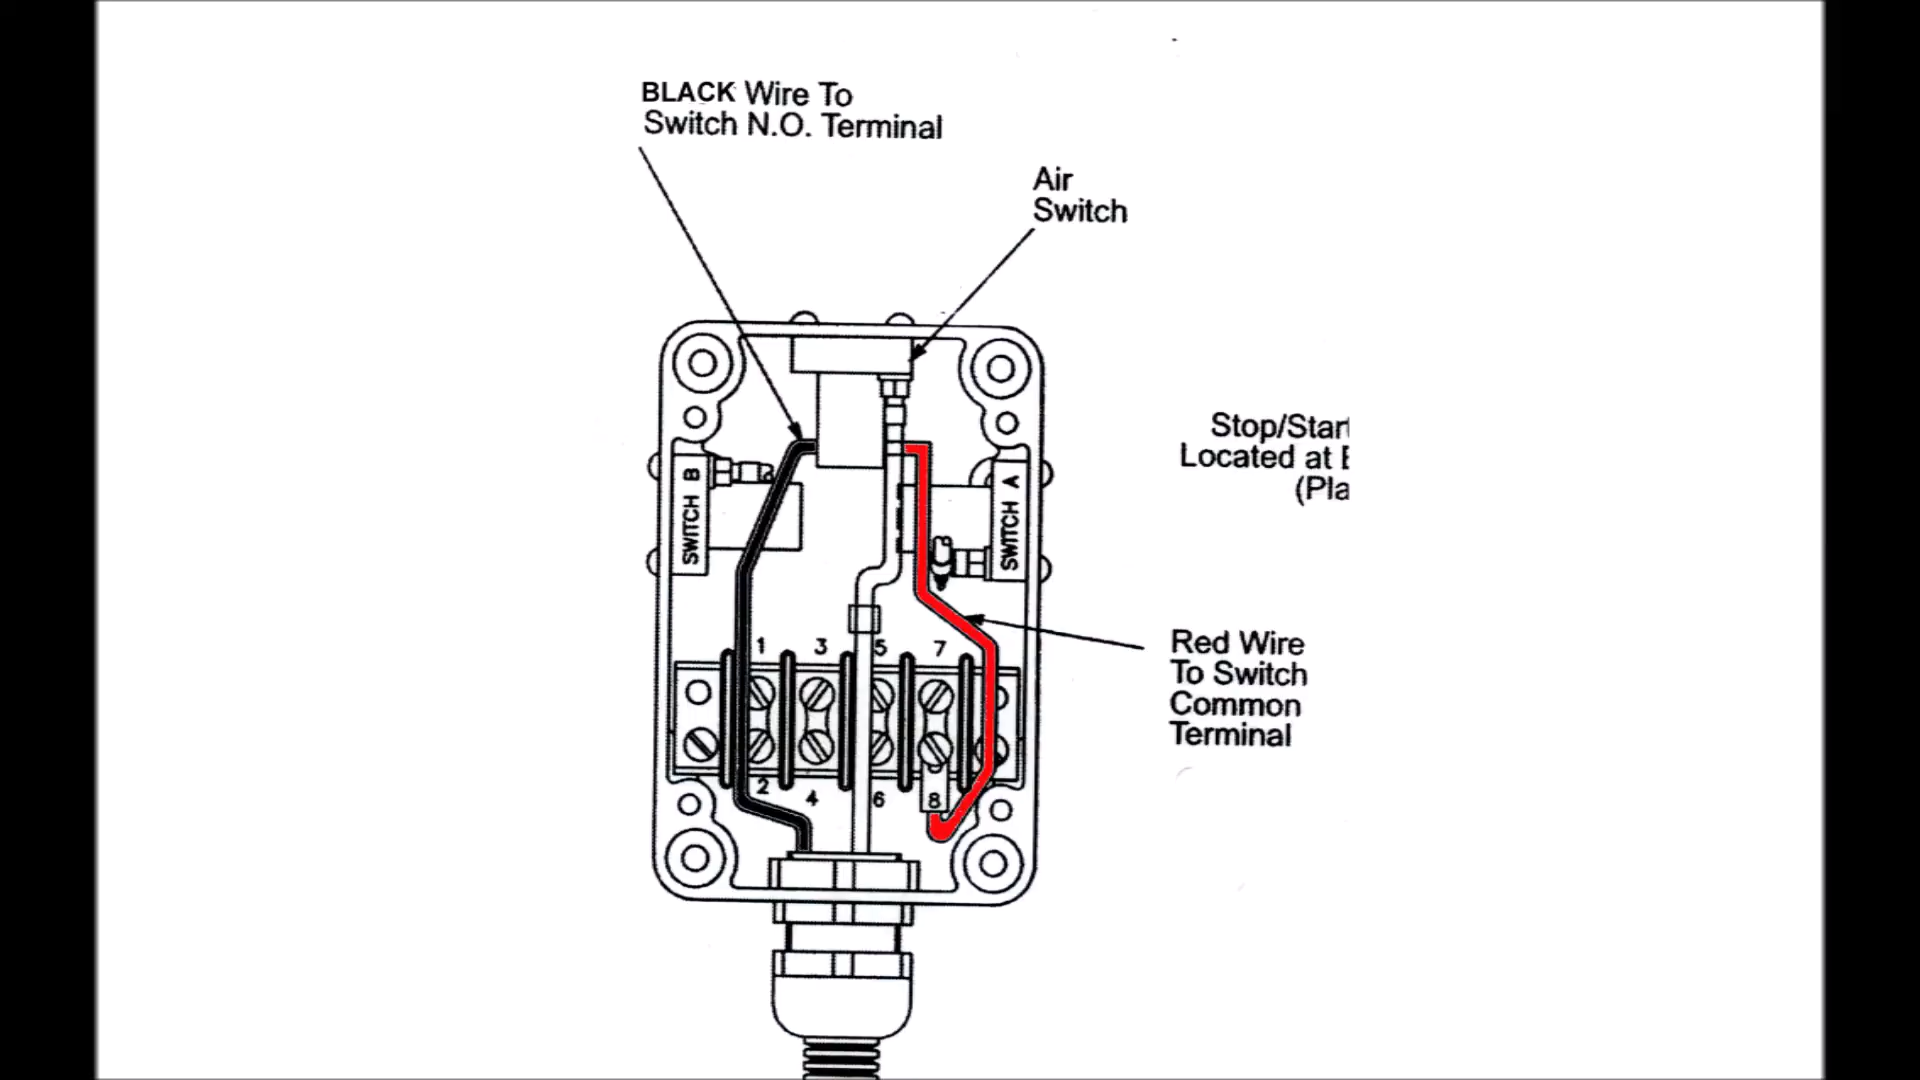 BLACK Wire To
Switch N.O. Terminal
Air
Switch
Stop/Start
Located at
(Pla
SWITCH B
SWITCH A
1 3 5 7
2 4 6 8
Red Wire
To Switch
Common
Terminal